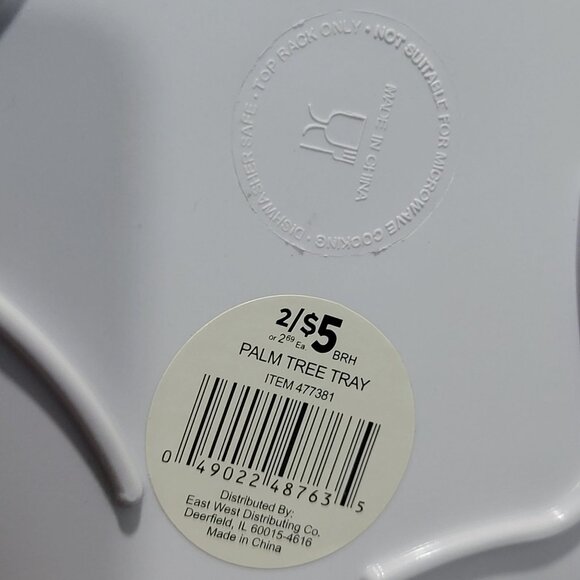 DISHWASHER SAFE • TOP RACK ONLY • NOT SUITABLE FOR MICROWAVE COOKING •
MADE IN CHINA
2/$5
or 2⁶⁹ Ea. BRH
PALM TREE TRAY
ITEM 477381
0 49022 48763 5
Distributed By:
East West Distributing Co.
Deerfield, IL 60015-4616
Made in China